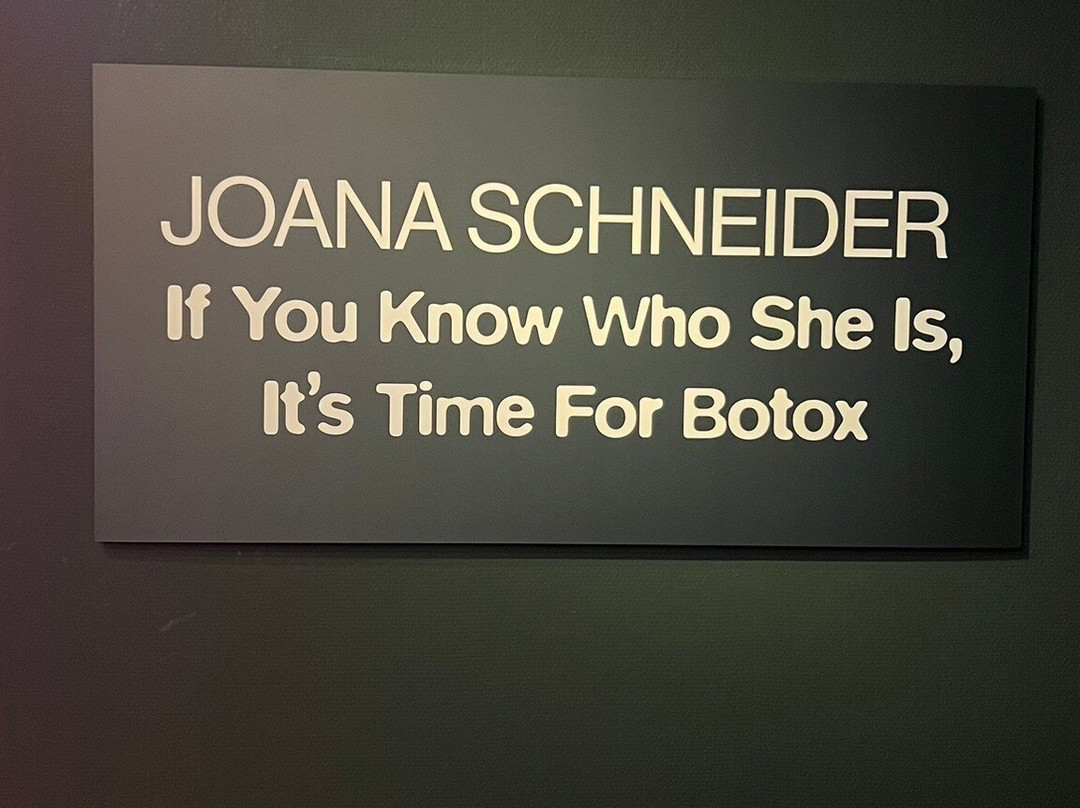 JOANA SCHNEIDER
If You Know Who She Is,
It's Time For Botox